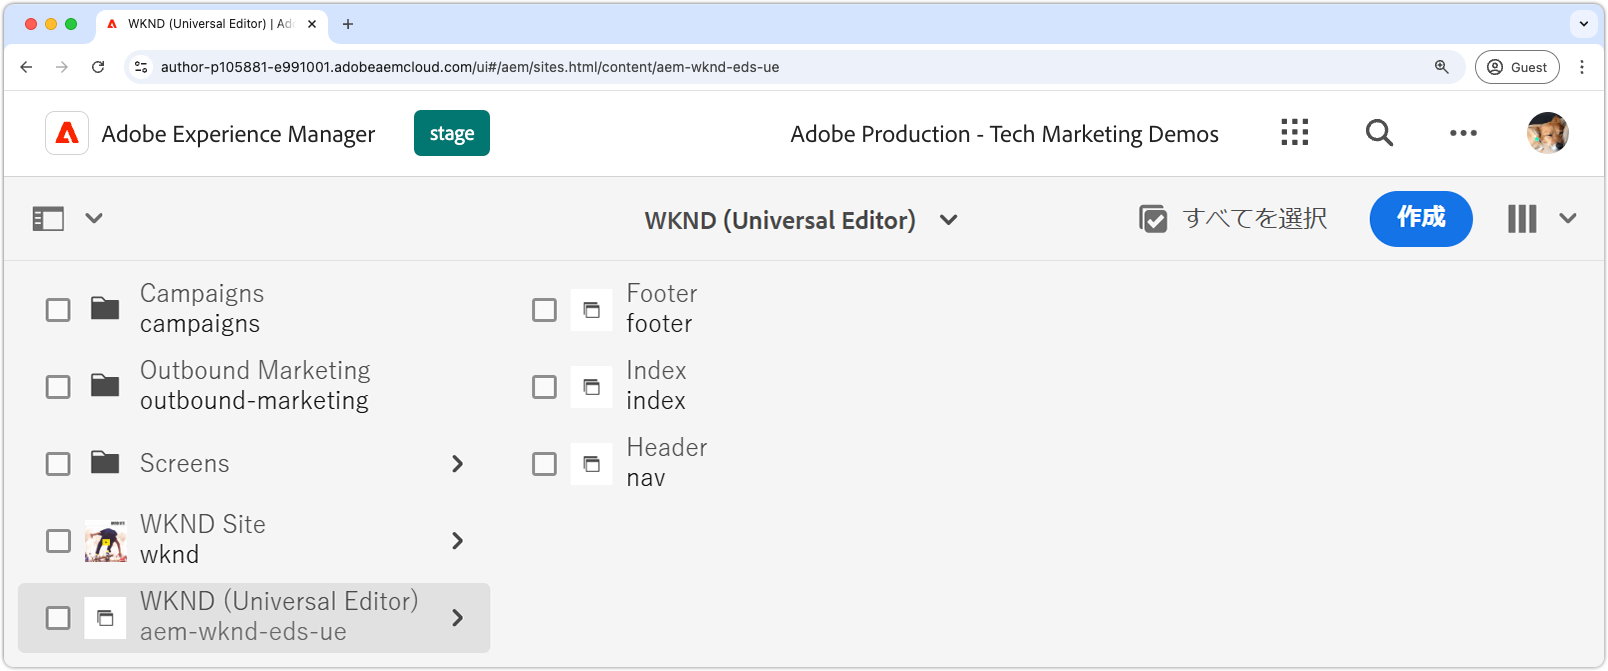 WKND (Universal Editor) | Ad
author-p105881-e991001.adobeaemcloud.com/ui#/aem/sites.html/content/aem-wknd-eds-ue
Guest
Adobe Experience Manager
stage
Adobe Production - Tech Marketing Demos
WKND (Universal Editor)
すべてを選択
作成
Campaigns
campaigns
Outbound Marketing
outbound-marketing
Screens
WKND Site
wknd
WKND (Universal Editor)
aem-wknd-eds-ue
Footer
footer
Index
index
Header
nav